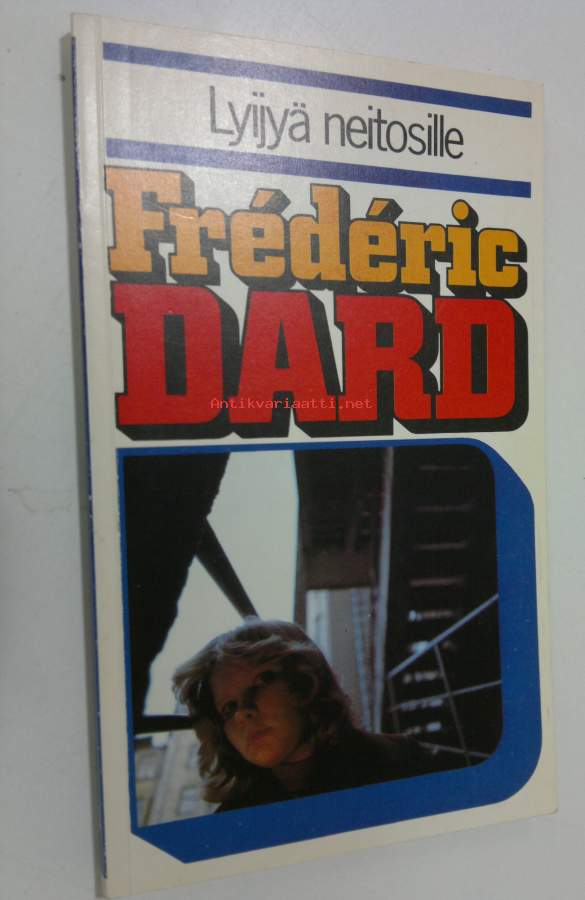 Lyijyä neitosille
Frédéric
DARD
Antikvariaatti.net